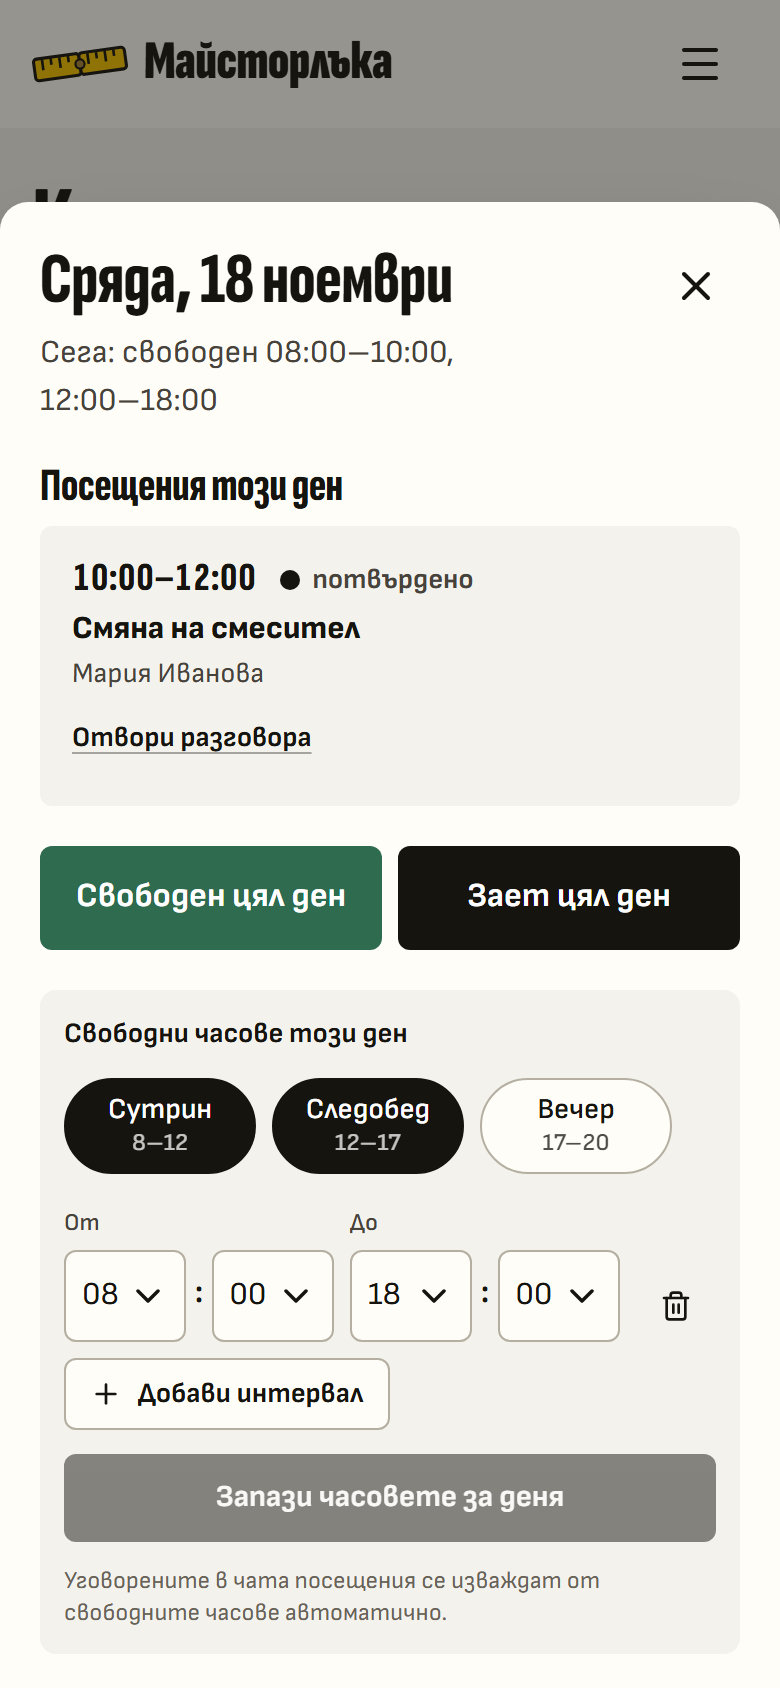 Майсторлъка
Сряда, 18 ноември
Сега: свободен 08:00–10:00,
12:00–18:00
Посещения този ден
10:00–12:00 потвърдено
Смяна на смесител
Мария Иванова
Отвори разговора
Свободен цял ден
Зает цял ден
Свободни часове този ден
Сутрин
8–12
Следобед
12–17
Вечер
17–20
От
До
08 : 00
18 : 00
Добави интервал
Запази часовете за деня
Уговорените в чата посещения се изваждат от
свободните часове автоматично.